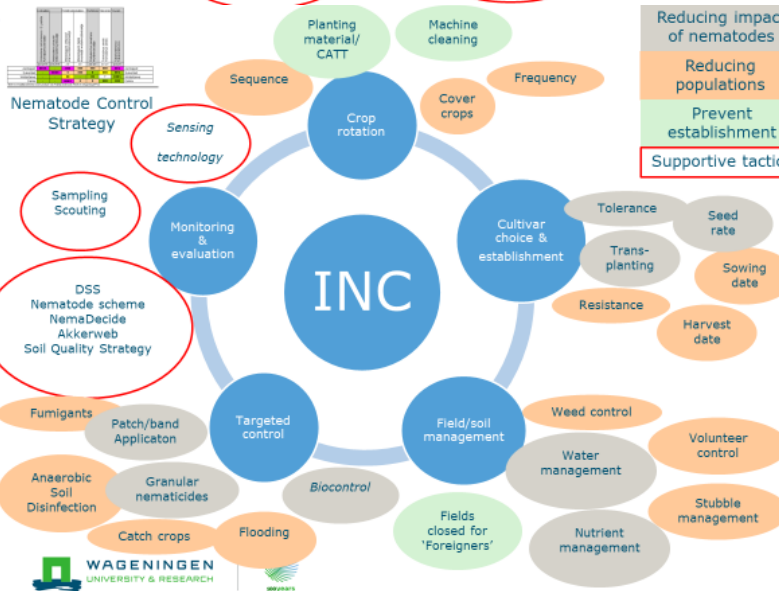 Nematode Control
Strategy
Planting
material/
CATT
Machine
cleaning
Sequence
Cover
crops
Frequency
Crop
rotation
Reducing impac
of nematodes
Reducing
populations
Prevent
establishment
Supportive tactic
Sensing
technology
Sampling
Scouting
Monitoring
&
evaluation
DSS
Nematode scheme
NemaDecide
Akkerweb
Soil Quality Strategy
INC
Cultivar
choice &
establishment
Tolerance
Seed
rate
Trans-
planting
Sowing
date
Resistance
Harvest
date
Fumigants
Patch/band
Applicaton
Targeted
control
Anaerobic
Soil
Disinfection
Granular
nematicides
Catch crops
Flooding
Biocontrol
Field/soil
management
Weed control
Water
management
Volunteer
control
Stubble
management
Nutrient
management
Fields
closed for
‘Foreigners’
WAGENINGEN
UNIVERSITY & RESEARCH